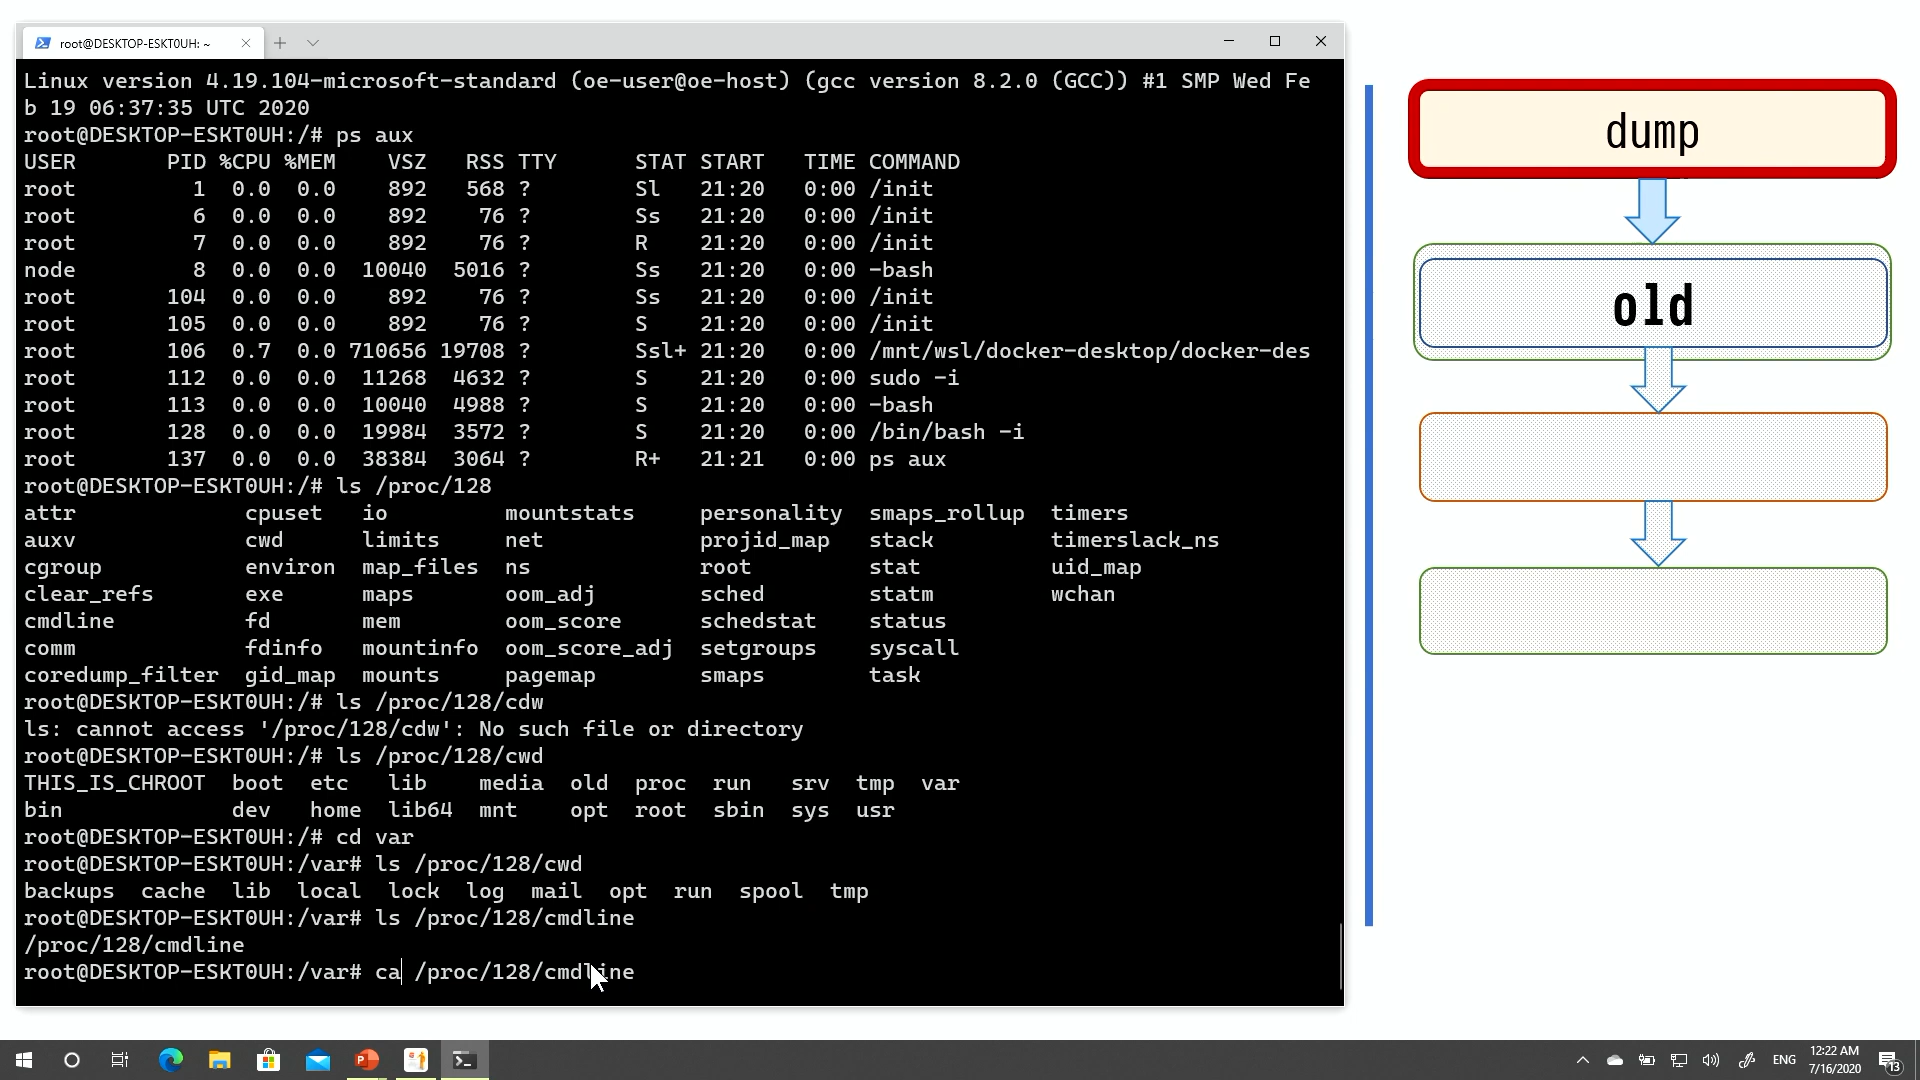 root@DESKTOP-ESKT0UH: ~
Linux version 4.19.104-microsoft-standard (oe-user@oe-host) (gcc version 8.2.0 (GCC)) #1 SMP Wed Fe
b 19 06:37:35 UTC 2020
root@DESKTOP-ESKT0UH:/# ps aux
USER       PID %CPU %MEM    VSZ   RSS TTY      STAT START   TIME COMMAND
root         1  0.0  0.0    892   568 ?        Sl   21:20   0:00 /init
root         6  0.0  0.0    892    76 ?        Ss   21:20   0:00 /init
root         7  0.0  0.0    892    76 ?        R    21:20   0:00 /init
node         8  0.0  0.0  10040  5016 ?        Ss   21:20   0:00 -bash
root       104  0.0  0.0    892    76 ?        Ss   21:20   0:00 /init
root       105  0.0  0.0    892    76 ?        S    21:20   0:00 /init
root       106  0.7  0.0 710656 19708 ?        Ssl+ 21:20   0:00 /mnt/wsl/docker-desktop/docker-des
root       112  0.0  0.0  11268  4632 ?        S    21:20   0:00 sudo -i
root       113  0.0  0.0  10040  4988 ?        S    21:20   0:00 -bash
root       128  0.0  0.0  19984  3572 ?        S    21:20   0:00 /bin/bash -i
root       137  0.0  0.0  38384  3064 ?        R+   21:21   0:00 ps aux
root@DESKTOP-ESKT0UH:/# ls /proc/128
attr             cpuset   io         mountstats     personality  smaps_rollup  timers
auxv             cwd      limits     net            projid_map   stack         timerslack_ns
cgroup           environ  map_files  ns             root         stat          uid_map
clear_refs       exe      maps       oom_adj        sched        statm         wchan
cmdline          fd       mem        oom_score      schedstat    status
comm             fdinfo   mountinfo  oom_score_adj  setgroups    syscall
coredump_filter  gid_map  mounts     pagemap        smaps        task
root@DESKTOP-ESKT0UH:/# ls /proc/128/cdw
ls: cannot access '/proc/128/cdw': No such file or directory
root@DESKTOP-ESKT0UH:/# ls /proc/128/cwd
THIS_IS_CHROOT  boot  etc   lib    media  old  proc  run   srv  tmp  var
bin             dev   home  lib64  mnt    opt  root  sbin  sys  usr
root@DESKTOP-ESKT0UH:/# cd var
root@DESKTOP-ESKT0UH:/var# ls /proc/128/cwd
backups  cache  lib  local  lock  log  mail  opt  run  spool  tmp
root@DESKTOP-ESKT0UH:/var# ls /proc/128/cmdline
/proc/128/cmdline
root@DESKTOP-ESKT0UH:/var# ca /proc/128/cmdline
dump
old
ENG
12:22 AM
7/16/2020
13